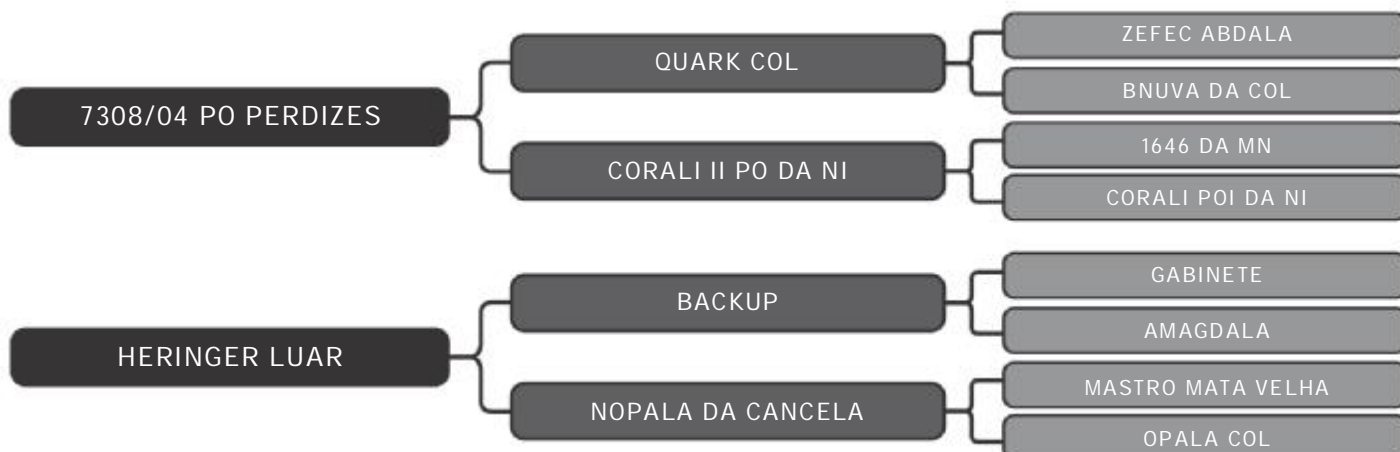 7308/04 PO PERDIZES
QUARK COL
ZEFEC ABDALA
BNUVA DA COL
CORALI II PO DA NI
1646 DA MN
CORALI POI DA NI
HERINGER LUAR
BACKUP
GABINETE
AMAGDALA
NOPALA DA CANCELA
MASTRO MATA VELHA
OPALA COL